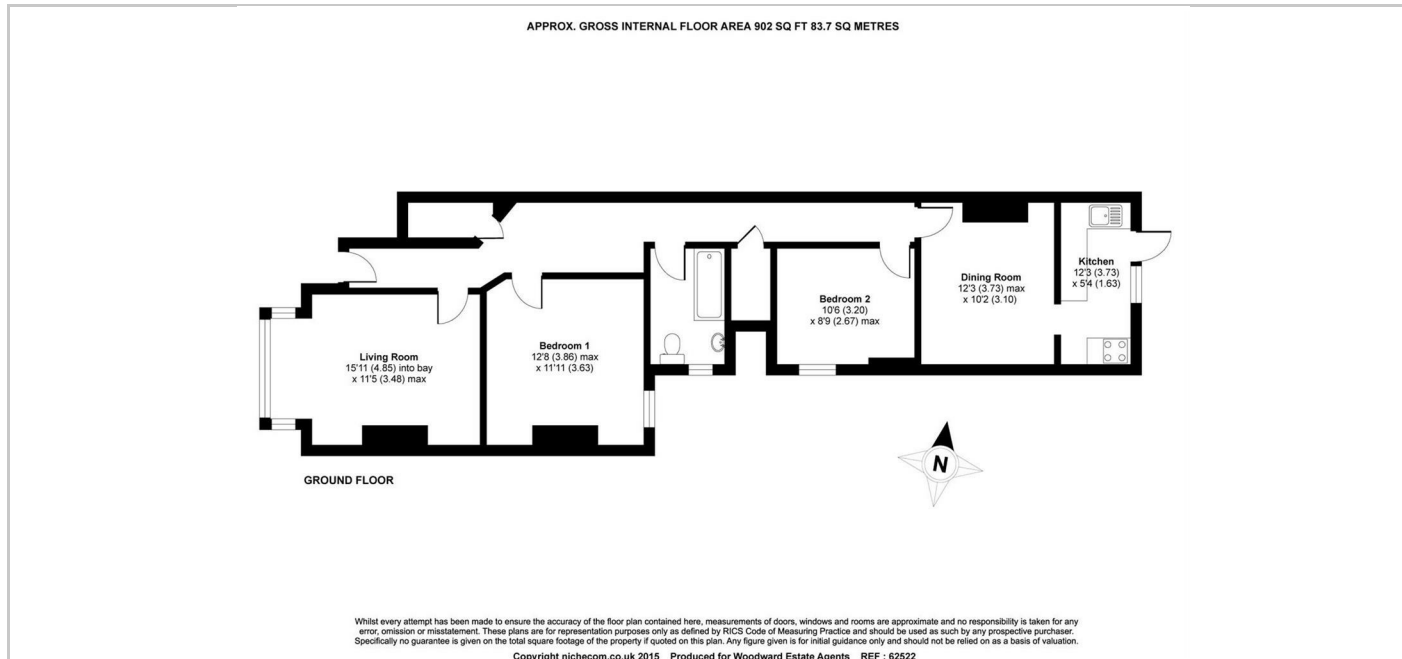 APPROX. GROSS INTERNAL FLOOR AREA 902 SQ FT 83.7 SQ METRES
Kitchen
12'3 (3.73)
x 5'4 (1.63)
Dining Room
12'3 (3.73) max
x 10'2 (3.10)
Bedroom 2
10'6 (3.20)
x 8'9 (2.67) max
Bedroom 1
12'8 (3.86) max
x 11'11 (3.63)
Living Room
15'11 (4.85) into bay
x 11'5 (3.48) max
N
GROUND FLOOR
Whilst every attempt has been made to ensure the accuracy of the floor plan contained here, measurements of doors, windows and rooms are approximate and no responsibility is taken for any
error, omission or misstatement. These plans are for representation purposes only as defined by RICS Code of Measuring Practice and should be used as such by any prospective purchaser.
Specifically no guarantee is given on the total square footage of the property if quoted on this plan. Any figure given is for initial guidance only and should not be relied on as a basis of valuation.
Copyright nichecom.co.uk 2015 Produced for Woodward Estate Agents REF : 62522